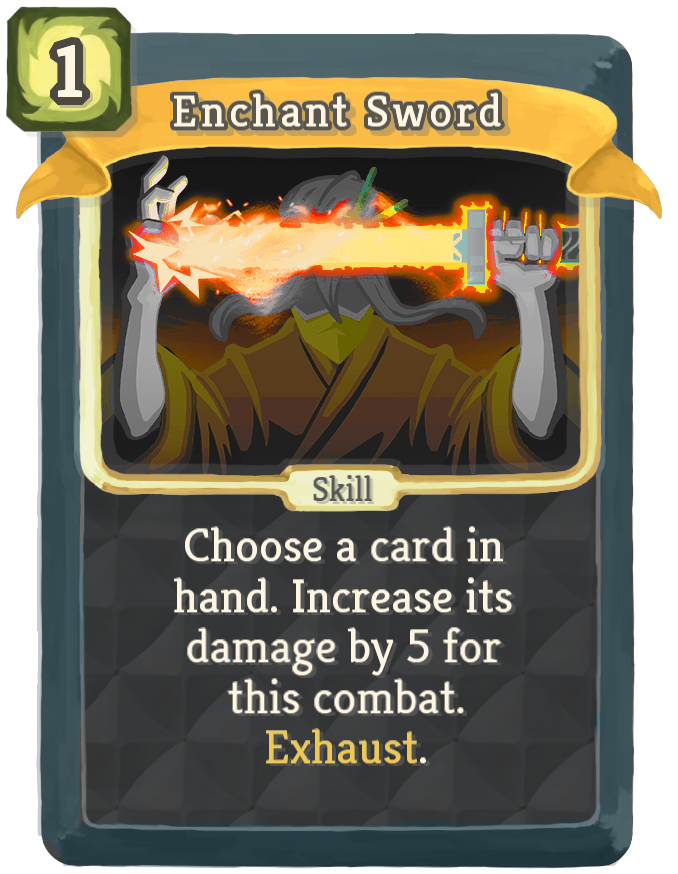 1
Enchant Sword
Skill
Choose a card in
hand. Increase its
damage by 5 for
this combat.
Exhaust.